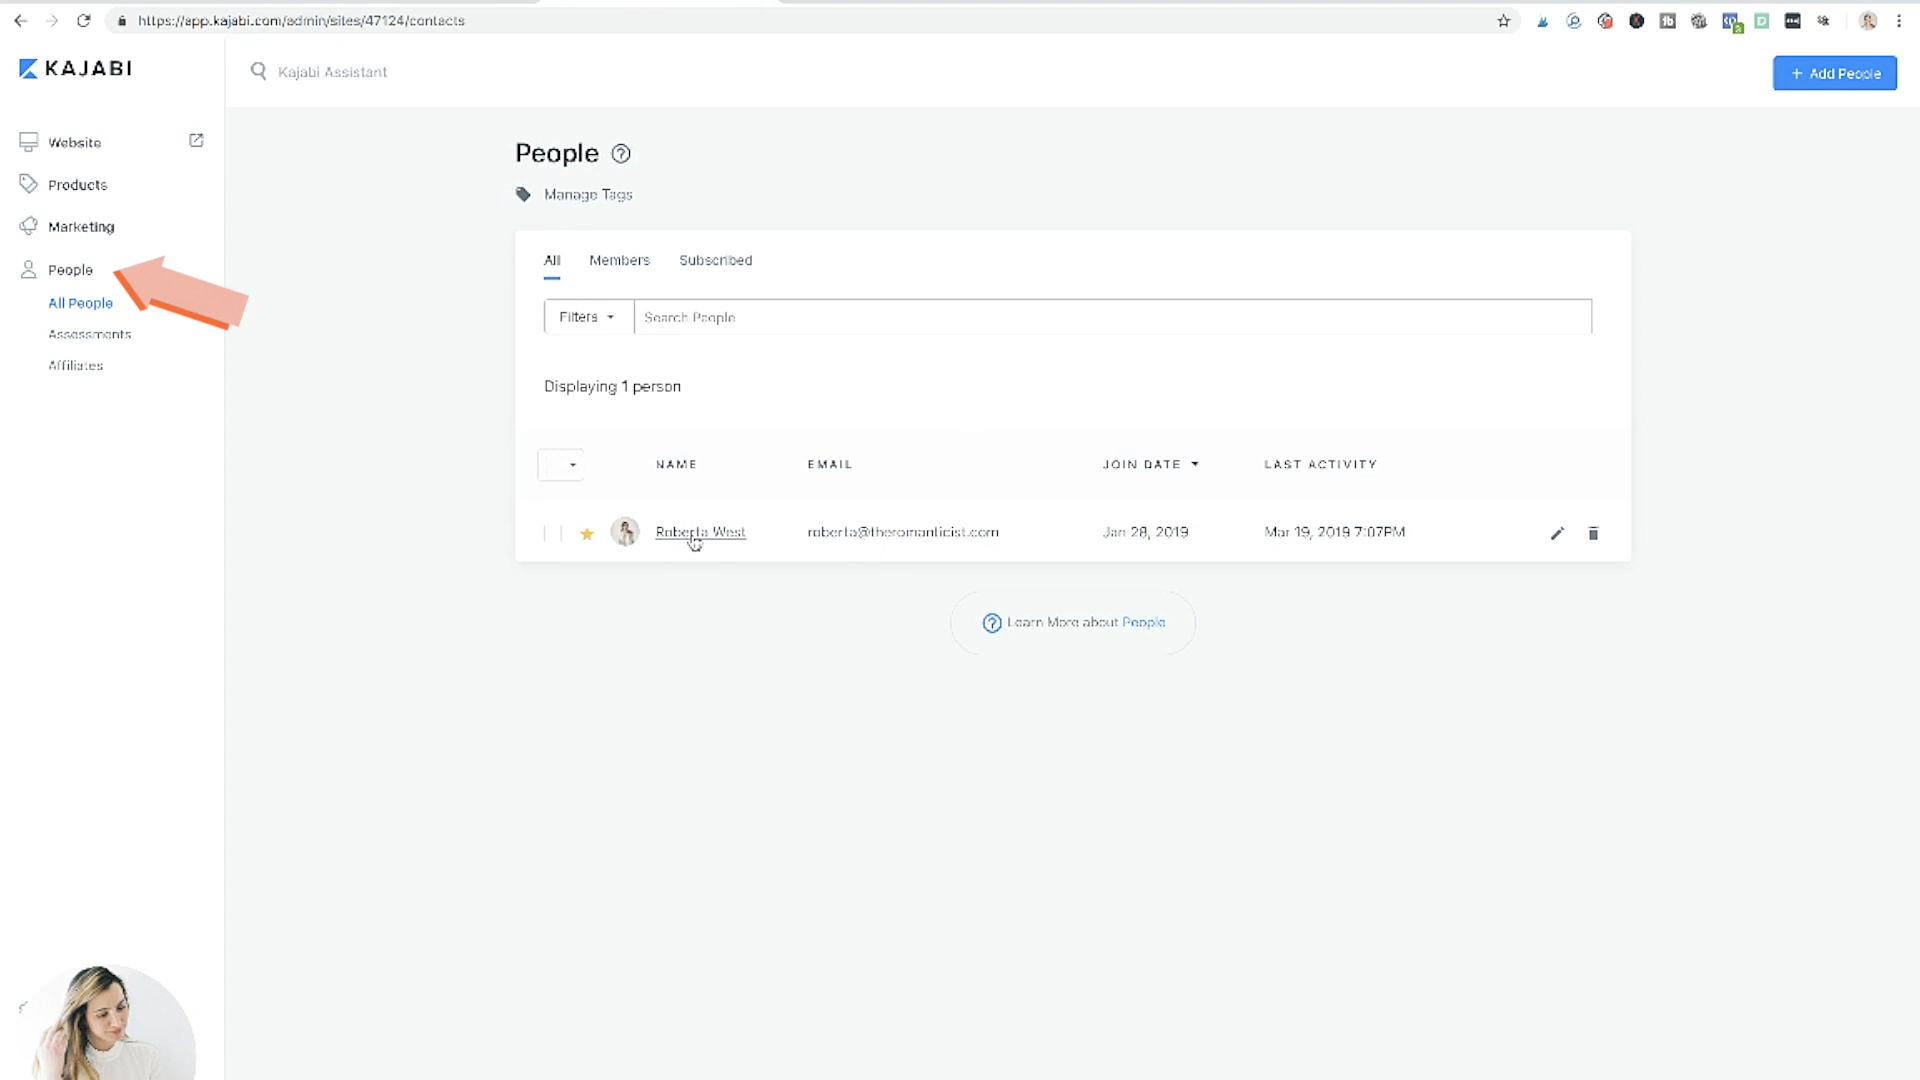 https://app.kajabi.com/admin/sites/47124/contacts
KAJABI
Kajabi Assistant
+ Add People
Website
Products
Marketing
People
All People
Assessments
Affiliates
People
Manage Tags
All Members Subscribed
Filters Search People
Displaying 1 person
NAME EMAIL JOIN DATE LAST ACTIVITY
Roberta West roberta@theromanticist.com Jan 28, 2019 Mar 19, 2019 7:07PM
Learn More about People